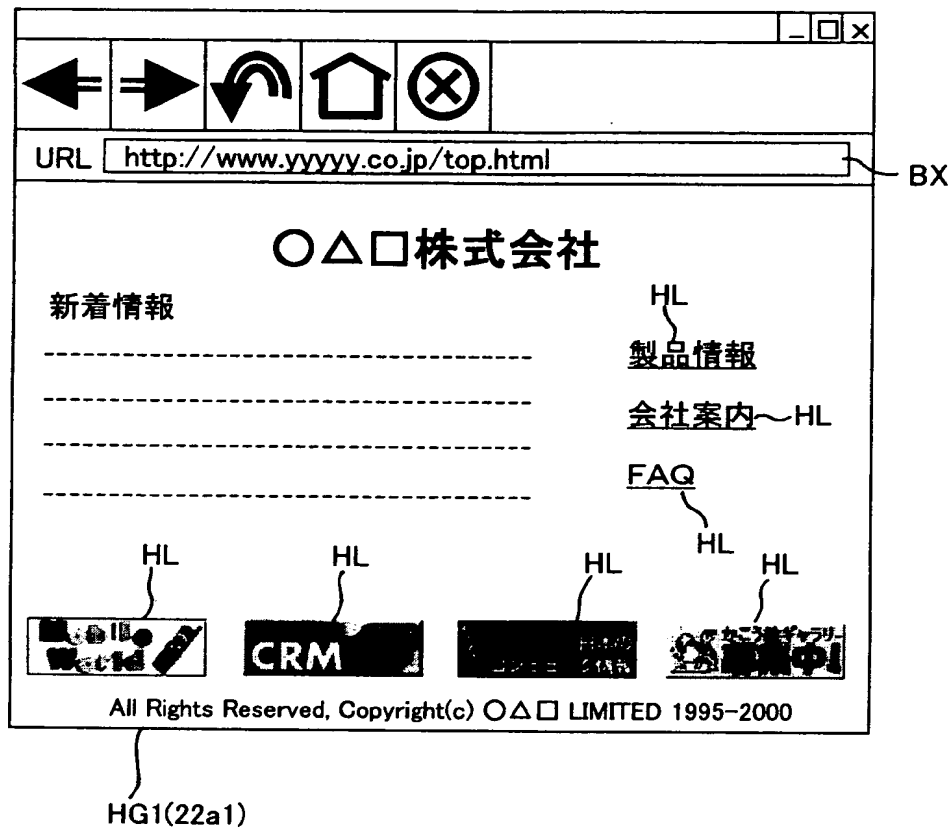 URL http://www.yyyyy.co.jp/top.html
BX
○△□株式会社
新着情報
HL
製品情報
会社案内 HL
FAQ
HL
HL HL HL HL
World CRM
All Rights Reserved, Copyright(c) ○△□ LIMITED 1995-2000
HG1(22a1)